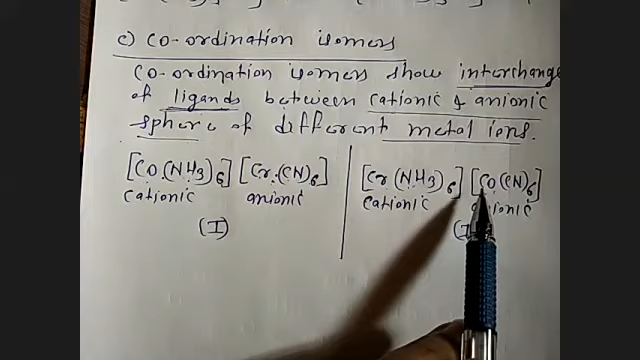 c) Co-ordination isomers
Co-ordination isomers show interchange
of ligands between cationic & anionic
spheric of different metal ions.
[CO(NH3)6] [Cr(CN)6] [Cr(NH3)6] [CO(CN)6]
cationic anionic cationic anionic
(I)